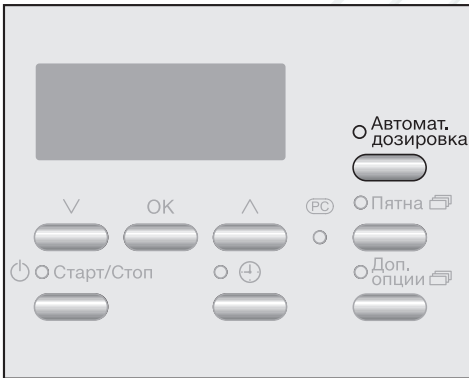 Автомат.
дозировка
OK
PC
Пятна
Старт/Стоп
Доп.
опции